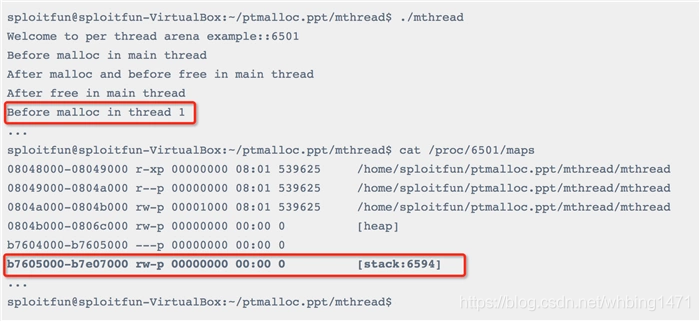 sploitfun@sploitfun-VirtualBox:~/ptmalloc.ppt/mthread$ ./mthread
Welcome to per thread arena example::6501
Before malloc in main thread
After malloc and before free in main thread
After free in main thread
Before malloc in thread 1
...
sploitfun@sploitfun-VirtualBox:~/ptmalloc.ppt/mthread$ cat /proc/6501/maps
08048000-08049000 r-xp 00000000 08:01 539625 /home/sploitfun/ptmalloc.ppt/mthread/mthread
08049000-0804a000 r--p 00000000 08:01 539625 /home/sploitfun/ptmalloc.ppt/mthread/mthread
0804a000-0804b000 rw-p 00001000 08:01 539625 /home/sploitfun/ptmalloc.ppt/mthread/mthread
0804b000-0806c000 rw-p 00000000 00:00 0 [heap]
b7604000-b7605000 ---p 00000000 00:00 0
b7605000-b7e07000 rw-p 00000000 00:00 0 [stack:6594]
...
sploitfun@sploitfun-VirtualBox:~/ptmalloc.ppt/mthread$
https://blog.csdn.net/whbing1471